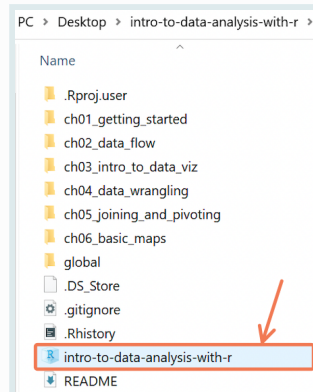 PC > Desktop > intro-to-data-analysis-with-r >
Name
.Rproj.user
ch01_getting_started
ch02_data_flow
ch03_intro_to_data_viz
ch04_data_wrangling
ch05_joining_and_pivoting
ch06_basic_maps
global
.DS_Store
.gitignore
.Rhistory
R intro-to-data-analysis-with-r
README